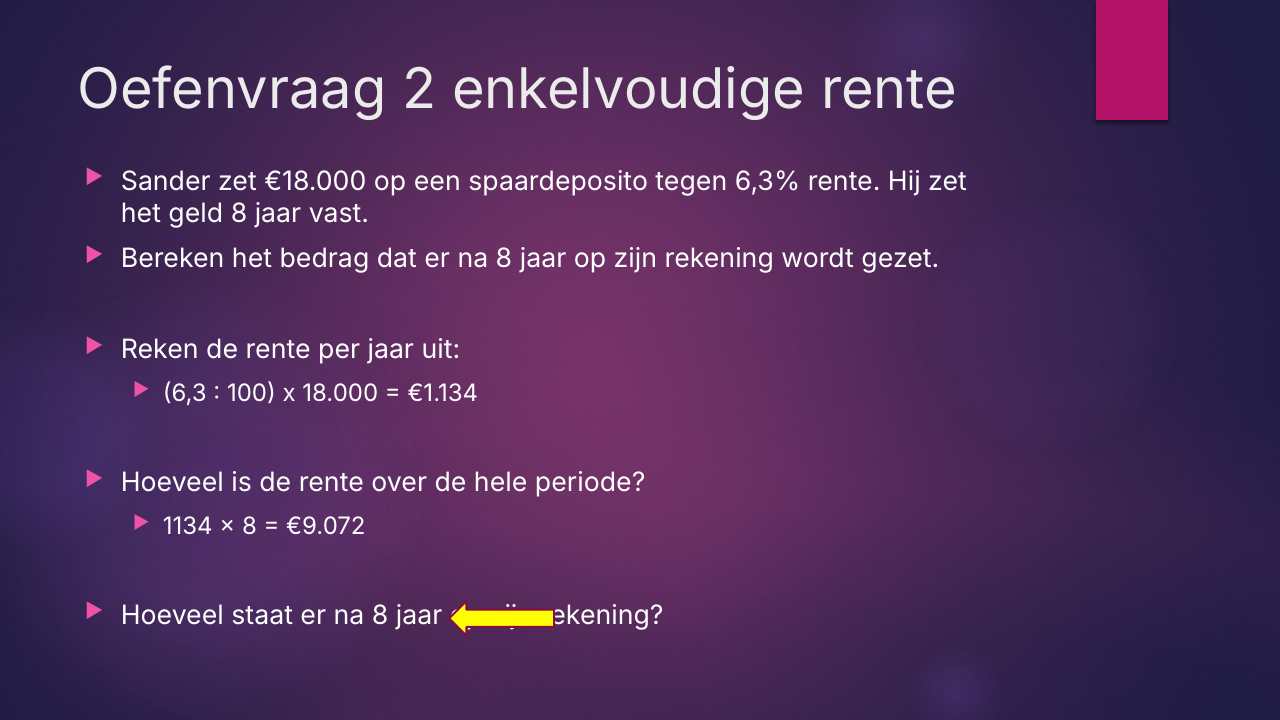 Oefenvraag 2 enkelvoudige rente
Sander zet €18.000 op een spaardeposito tegen 6,3% rente. Hij zet
het geld 8 jaar vast.
Bereken het bedrag dat er na 8 jaar op zijn rekening wordt gezet.
Reken de rente per jaar uit:
(6,3 : 100) x 18.000 = €1.134
Hoeveel is de rente over de hele periode?
1134 × 8 = €9.072
Hoeveel staat er na 8 jaar